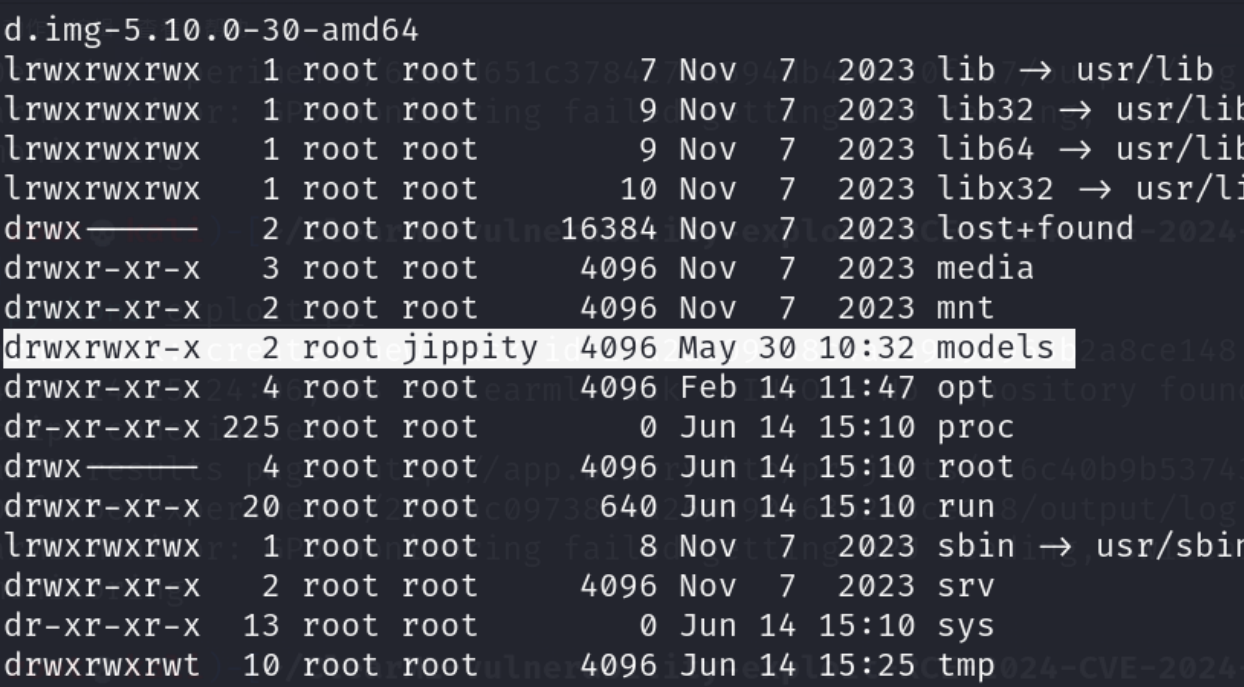 d.img-5.10.0-30-amd64
lrwxrwxrwx 1 root root 7 Nov 7 2023 lib → usr/lib
lrwxrwxrwx 1 root root 9 Nov 7 2023 lib32 → usr/lib
lrwxrwxrwx 1 root root 9 Nov 7 2023 lib64 → usr/lib
lrwxrwxrwx 1 root root 10 Nov 7 2023 libx32 → usr/li
drwx------ 2 root root 16384 Nov 7 2023 lost+found
drwxr-xr-x 3 root root 4096 Nov 7 2023 media
drwxr-xr-x 2 root root 4096 Nov 7 2023 mnt
drwxrwxr-x 2 root jippity 4096 May 30 10:32 models
drwxr-xr-x 4 root root 4096 Feb 14 11:47 opt
dr-xr-xr-x 225 root root 0 Jun 14 15:10 proc
drwx------ 4 root root 4096 Jun 14 15:10 root
drwxr-xr-x 20 root root 640 Jun 14 15:10 run
lrwxrwxrwx 1 root root 8 Nov 7 2023 sbin → usr/sbin
drwxr-xr-x 2 root root 4096 Nov 7 2023 srv
dr-xr-xr-x 13 root root 0 Jun 14 15:10 sys
drwxrwxrwt 10 root root 4096 Jun 14 15:25 tmp